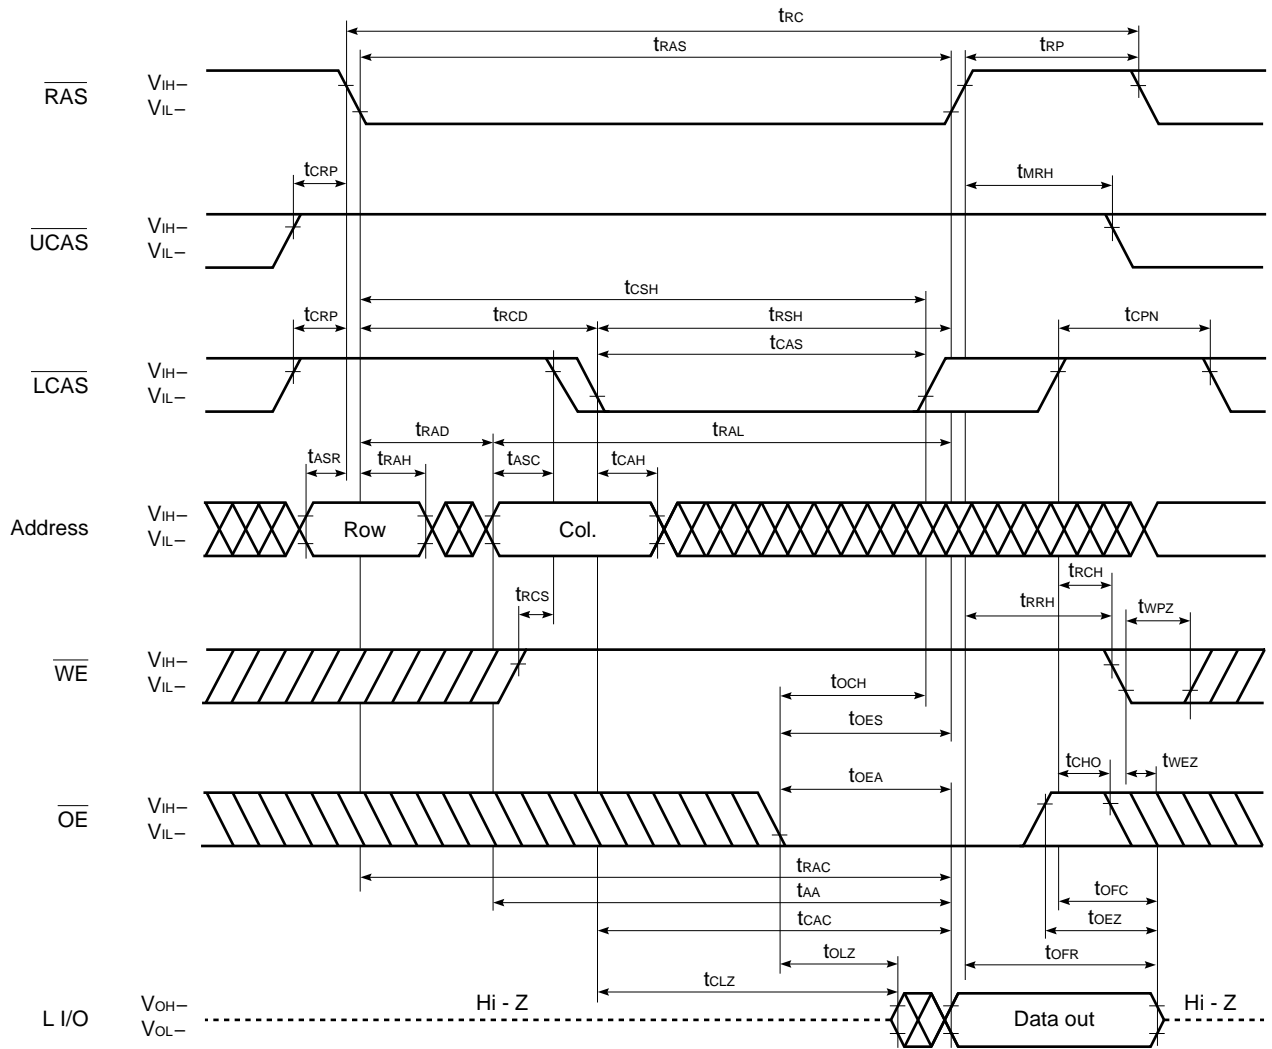 tRC
tRAS
tRP
RAS
VIH–
VIL–
tCRP
tMRH
UCAS
VIH–
VIL–
tCSH
tCRP
tRCD
tRSH
tCPN
tCAS
LCAS
VIH–
VIL–
tRAD
tRAL
tASR
tRAH
tASC
tCAH
Address
VIH–
VIL–
Row
Col.
tRCH
tRCS
tRRH
tWPZ
WE
VIH–
VIL–
tOCH
tOES
tCHO
tWEZ
tOEA
OE
VIH–
VIL–
tRAC
tAA
tOFC
tCAC
tOEZ
tOLZ
tOFR
tCLZ
L I/O
VOH–
VOL–
Hi - Z
Data out
Hi - Z